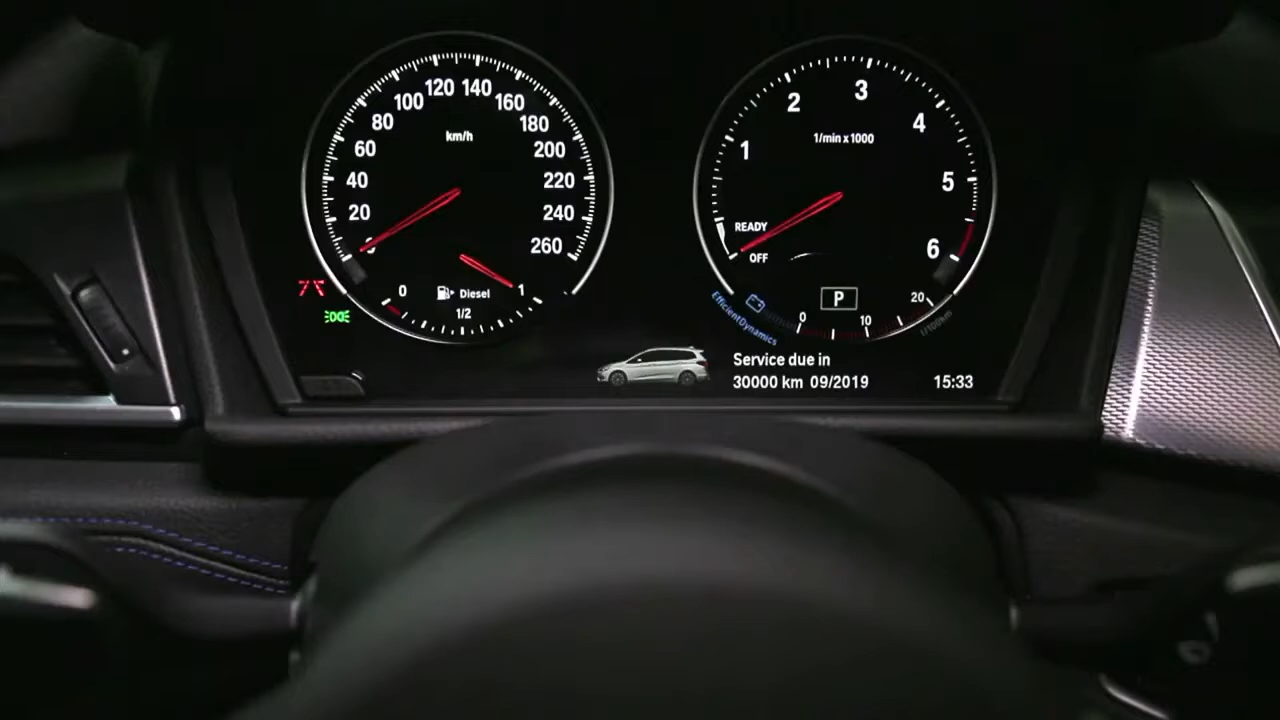 km/h
0
20
40
60
80
100
120
140
160
180
200
220
240
260
0
Diesel
1/2
1
1/min x 1000
1
2
3
4
5
6
READY
OFF
P
EfficientDynamics
0
10
20
l/100km
Service due in
30000 km 09/2019
15:33